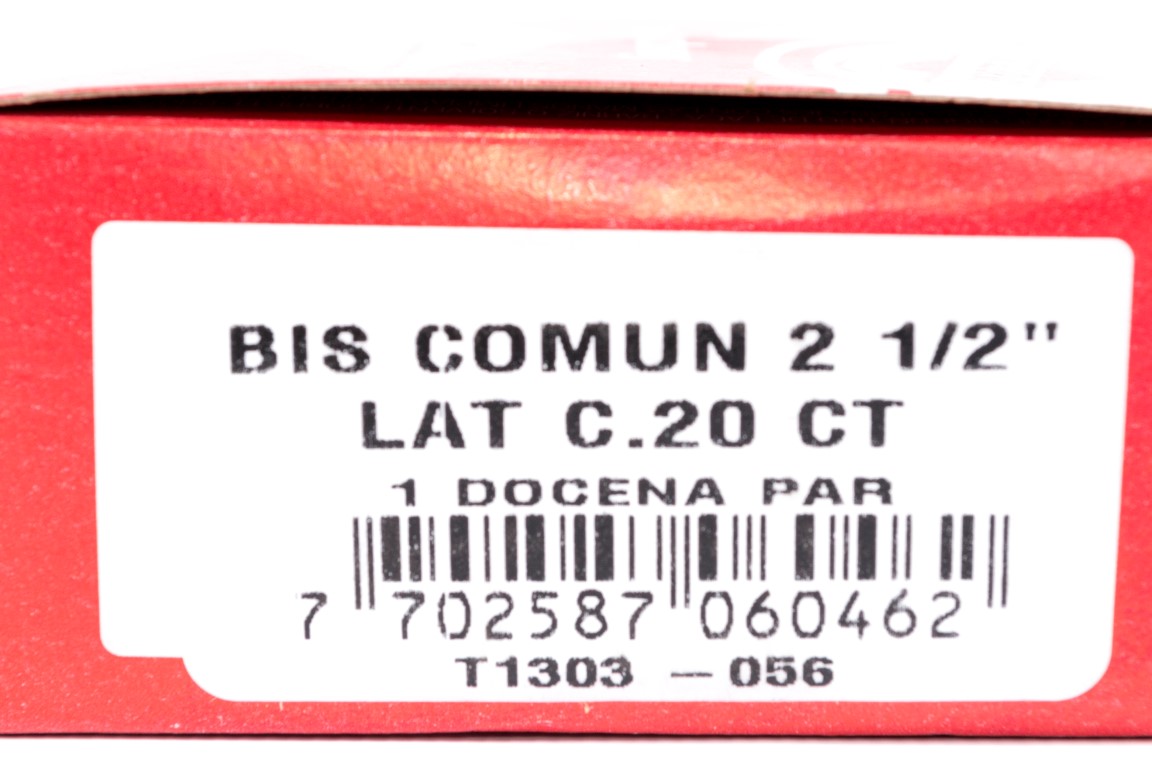 BIS COMUN 2 1/2"
LAT C.20 CT
1 DOCENA PAR
7 702587 060462
T1303 - 056